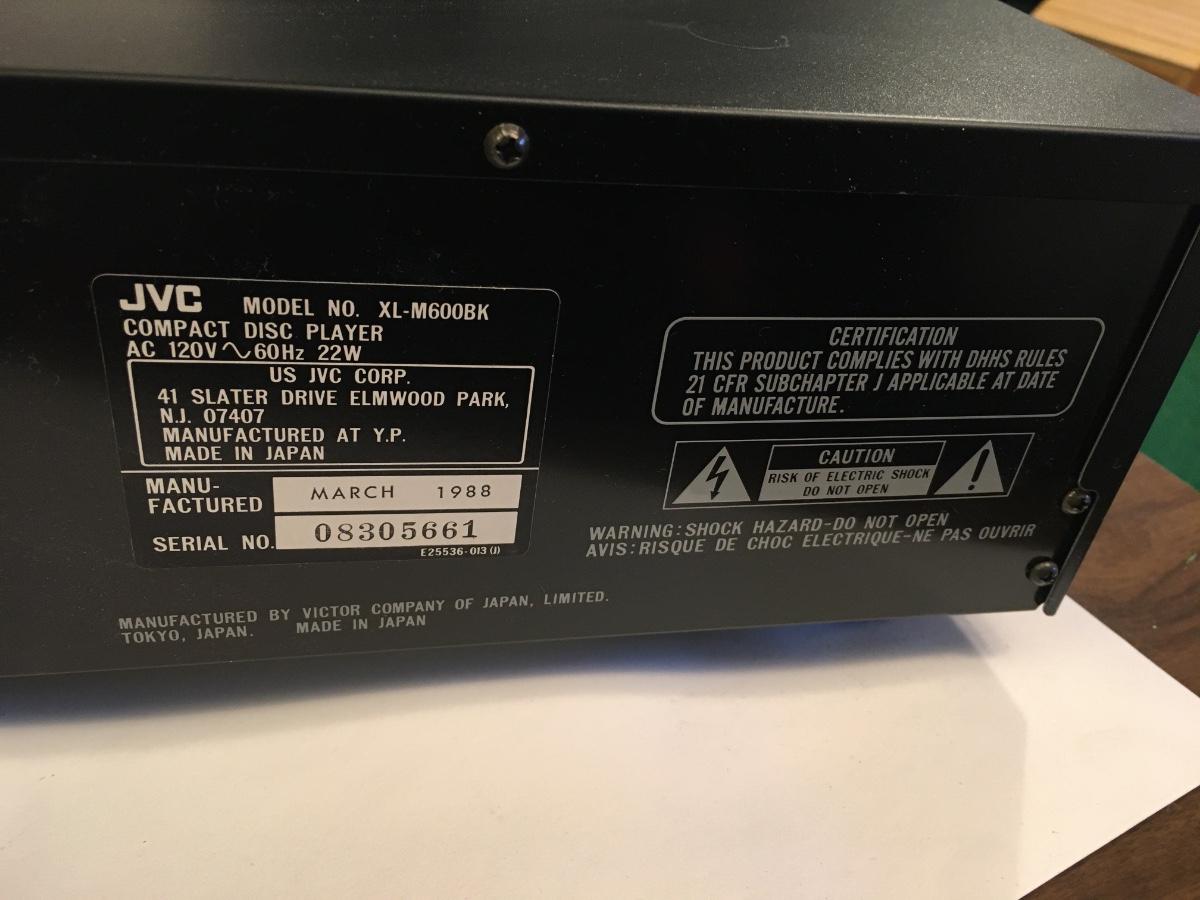 JVC MODEL NO. XL-M600BK
COMPACT DISC PLAYER
AC 120V~60Hz 22W
US JVC CORP.
41 SLATER DRIVE ELMWOOD PARK,
N.J. 07407
MANUFACTURED AT Y.P.
MADE IN JAPAN
MANU-
FACTURED MARCH 1988
SERIAL NO. 08305661
E25536-013 (J)
MANUFACTURED BY VICTOR COMPANY OF JAPAN, LIMITED.
TOKYO, JAPAN. MADE IN JAPAN
CERTIFICATION
THIS PRODUCT COMPLIES WITH DHHS RULES
21 CFR SUBCHAPTER J APPLICABLE AT DATE
OF MANUFACTURE.
CAUTION
RISK OF ELECTRIC SHOCK
DO NOT OPEN
WARNING:SHOCK HAZARD-DO NOT OPEN
AVIS:RISQUE DE CHOC ELECTRIQUE-NE PAS OUVRIR